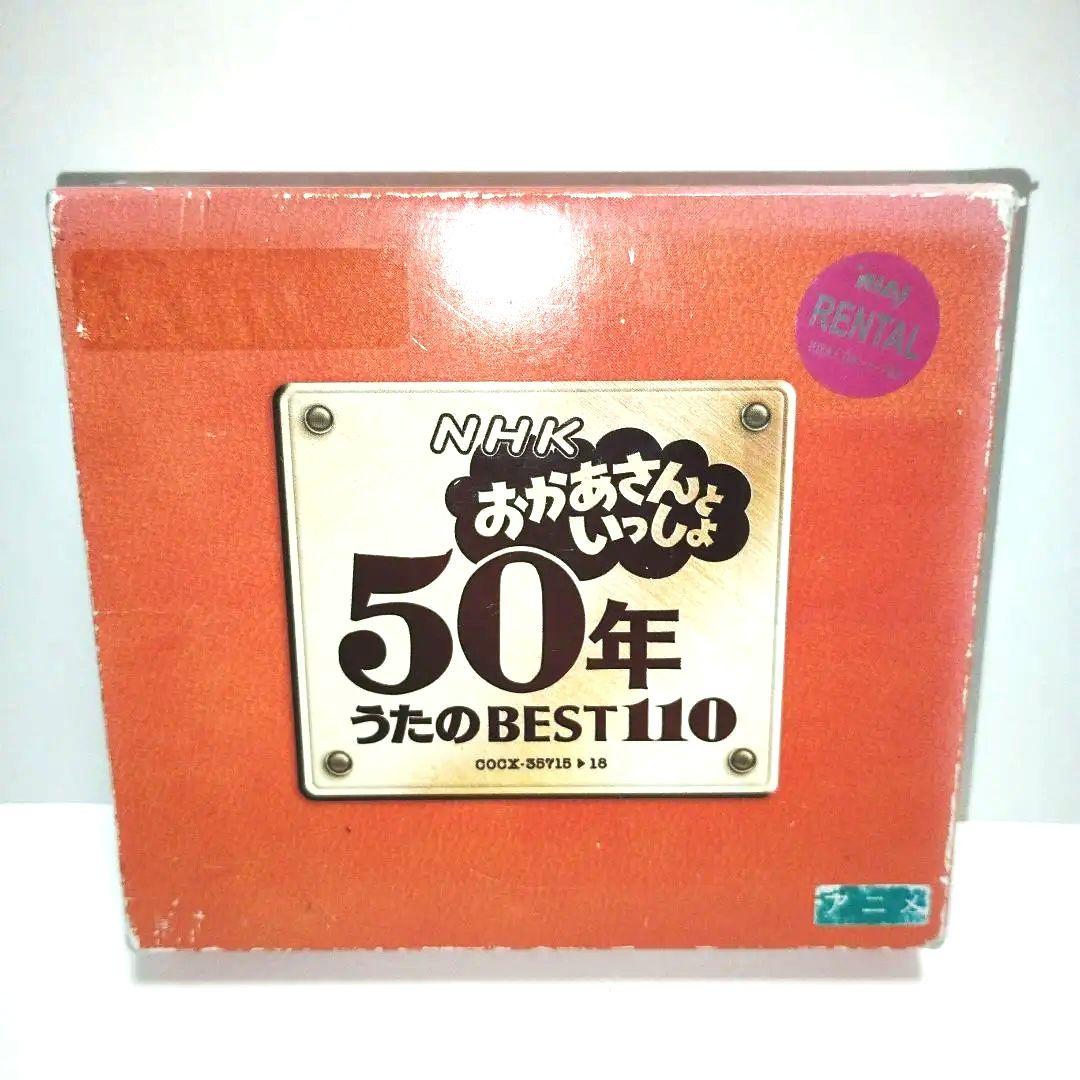 RIAJ
RENTAL
NHK
おかあさんと
いっしょ
50年
うたのBEST110
COCX-35715▶18
アニメ